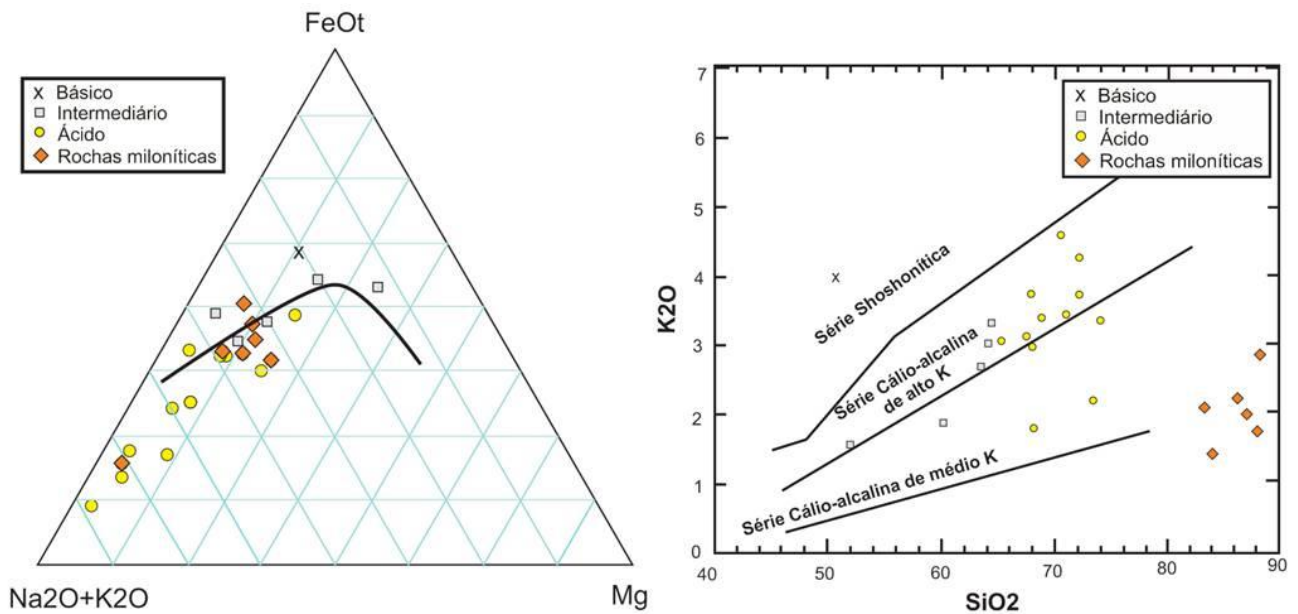 FeOt
Básico
Intermediário
Ácido
Rochas miloníticas
Na2O+K2O
Mg
7
6
5
4
3
2
1
0
K2O
Básico
Intermediário
Ácido
Rochas miloníticas
Série Shoshonítica
Série Cálio-alcalina
de alto K
Série Cálio-alcalina de médio K
40
50
60
70
80
90
SiO2